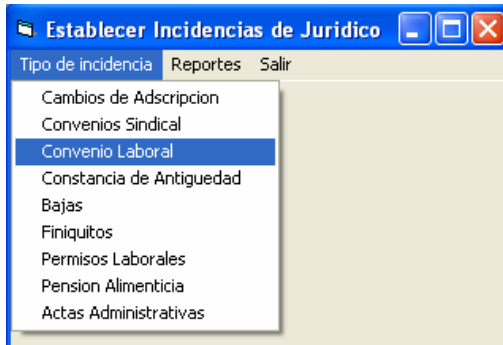 Establecer Incidencias de Juridico
Tipo de incidencia Reportes Salir
Cambios de Adscripcion
Convenios Sindical
Convenio Laboral
Constancia de Antiguedad
Bajas
Finiquitos
Permisos Laborales
Pension Alimenticia
Actas Administrativas